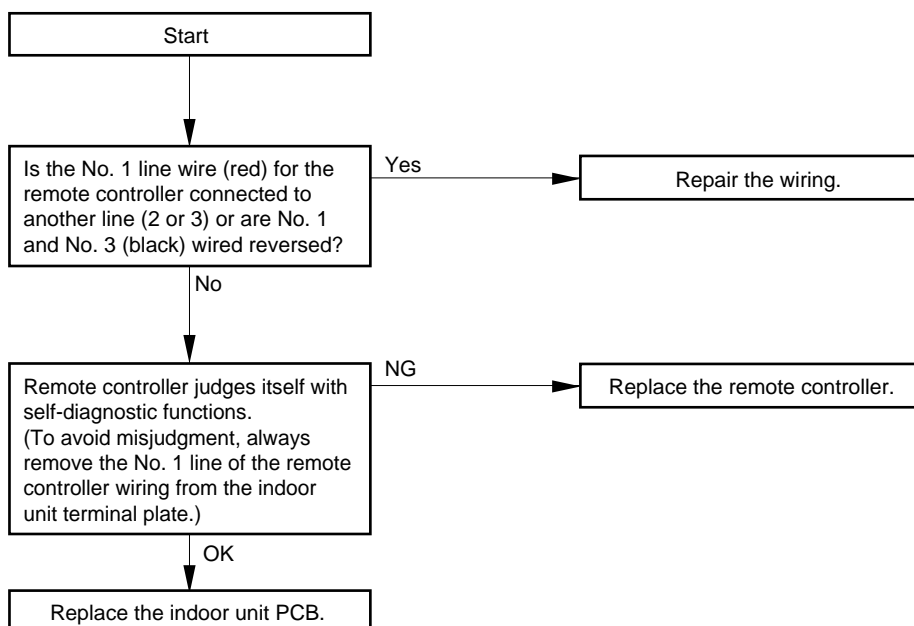 Start
Is the No. 1 line wire (red) for the
remote controller connected to
another line (2 or 3) or are No. 1
and No. 3 (black) wired reversed?
Yes
Repair the wiring.
No
Remote controller judges itself with
self-diagnostic functions.
(To avoid misjudgment, always
remove the No. 1 line of the remote
controller wiring from the indoor
unit terminal plate.)
NG
Replace the remote controller.
OK
Replace the indoor unit PCB.